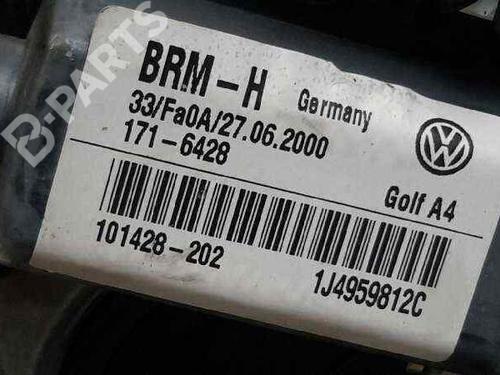 BRM-H Germany
33/Fa0A/27.06.2000
171-6428
Golf A4
101428-202
1J4959812C
B-PARTS